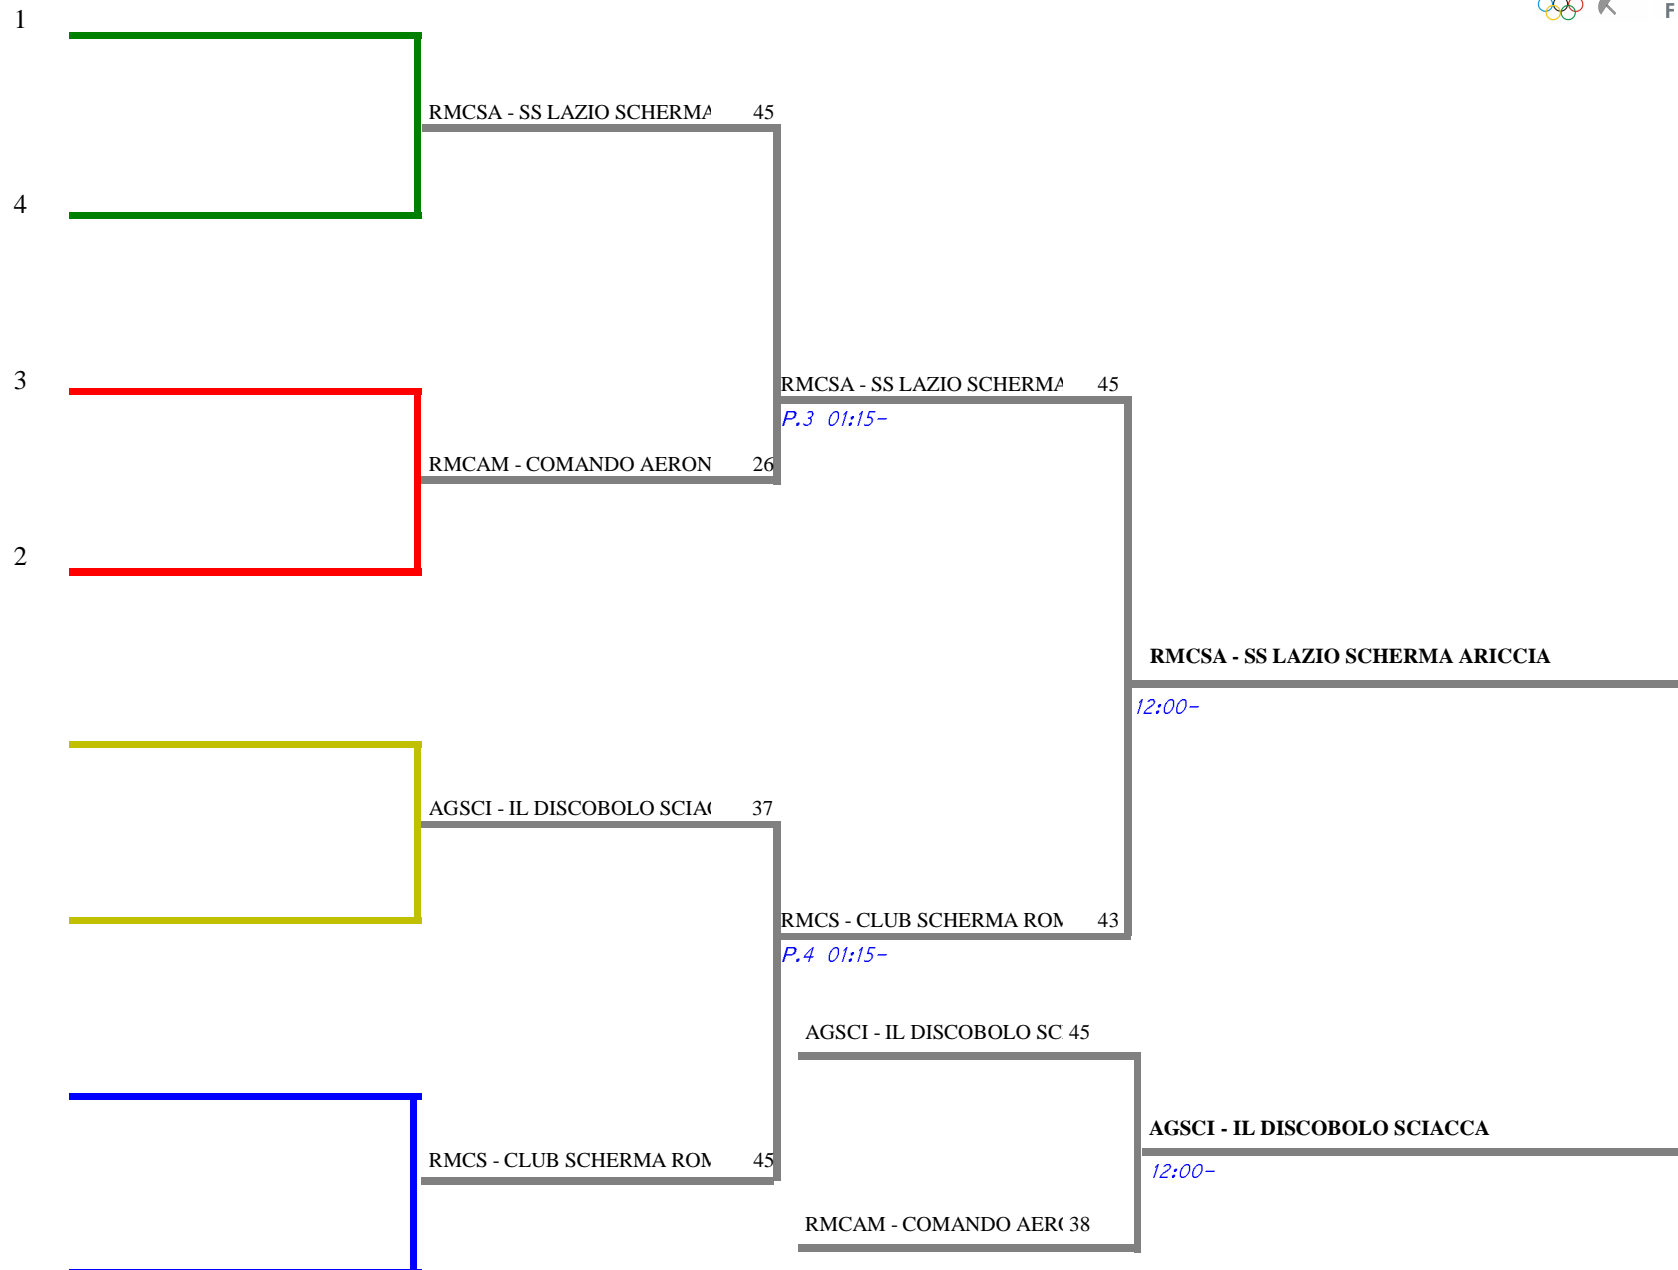 1
F
RMCSA - SS LAZIO SCHERMA 45
4
3
RMCSA - SS LAZIO SCHERMA 45
P.3 01:15-
RMCAM - COMANDO AERON 26
2
RMCSA - SS LAZIO SCHERMA ARICCIA
12:00-
AGSCI - IL DISCOBOLO SCIA 37
RMCS - CLUB SCHERMA ROM 43
P.4 01:15-
AGSCI - IL DISCOBOLO SC 45
AGSCI - IL DISCOBOLO SCIACCA
RMCS - CLUB SCHERMA ROM 45
12:00-
RMCAM - COMANDO AER 38